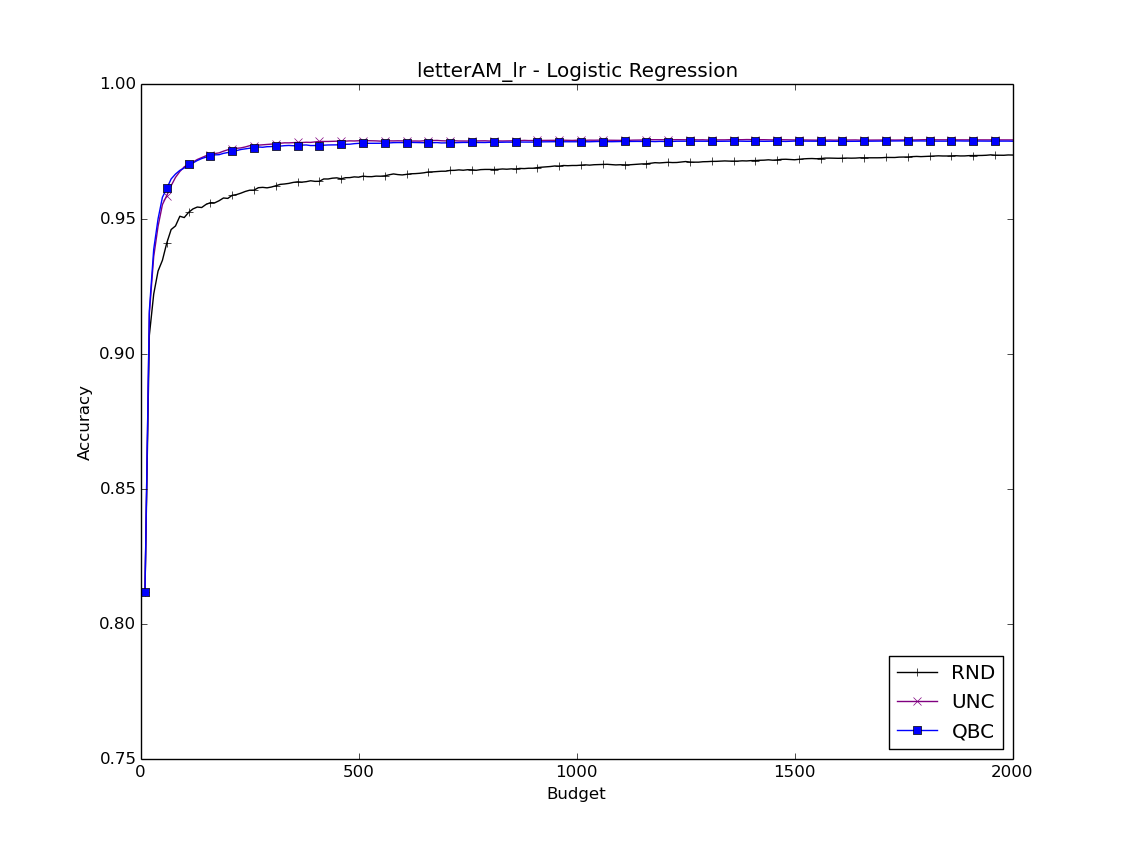 letterAM_lr - Logistic Regression
1.00
0.95
0.90
0.85
0.80
0.75
Accuracy
0 500 1000 1500 2000
Budget
RND
UNC
QBC